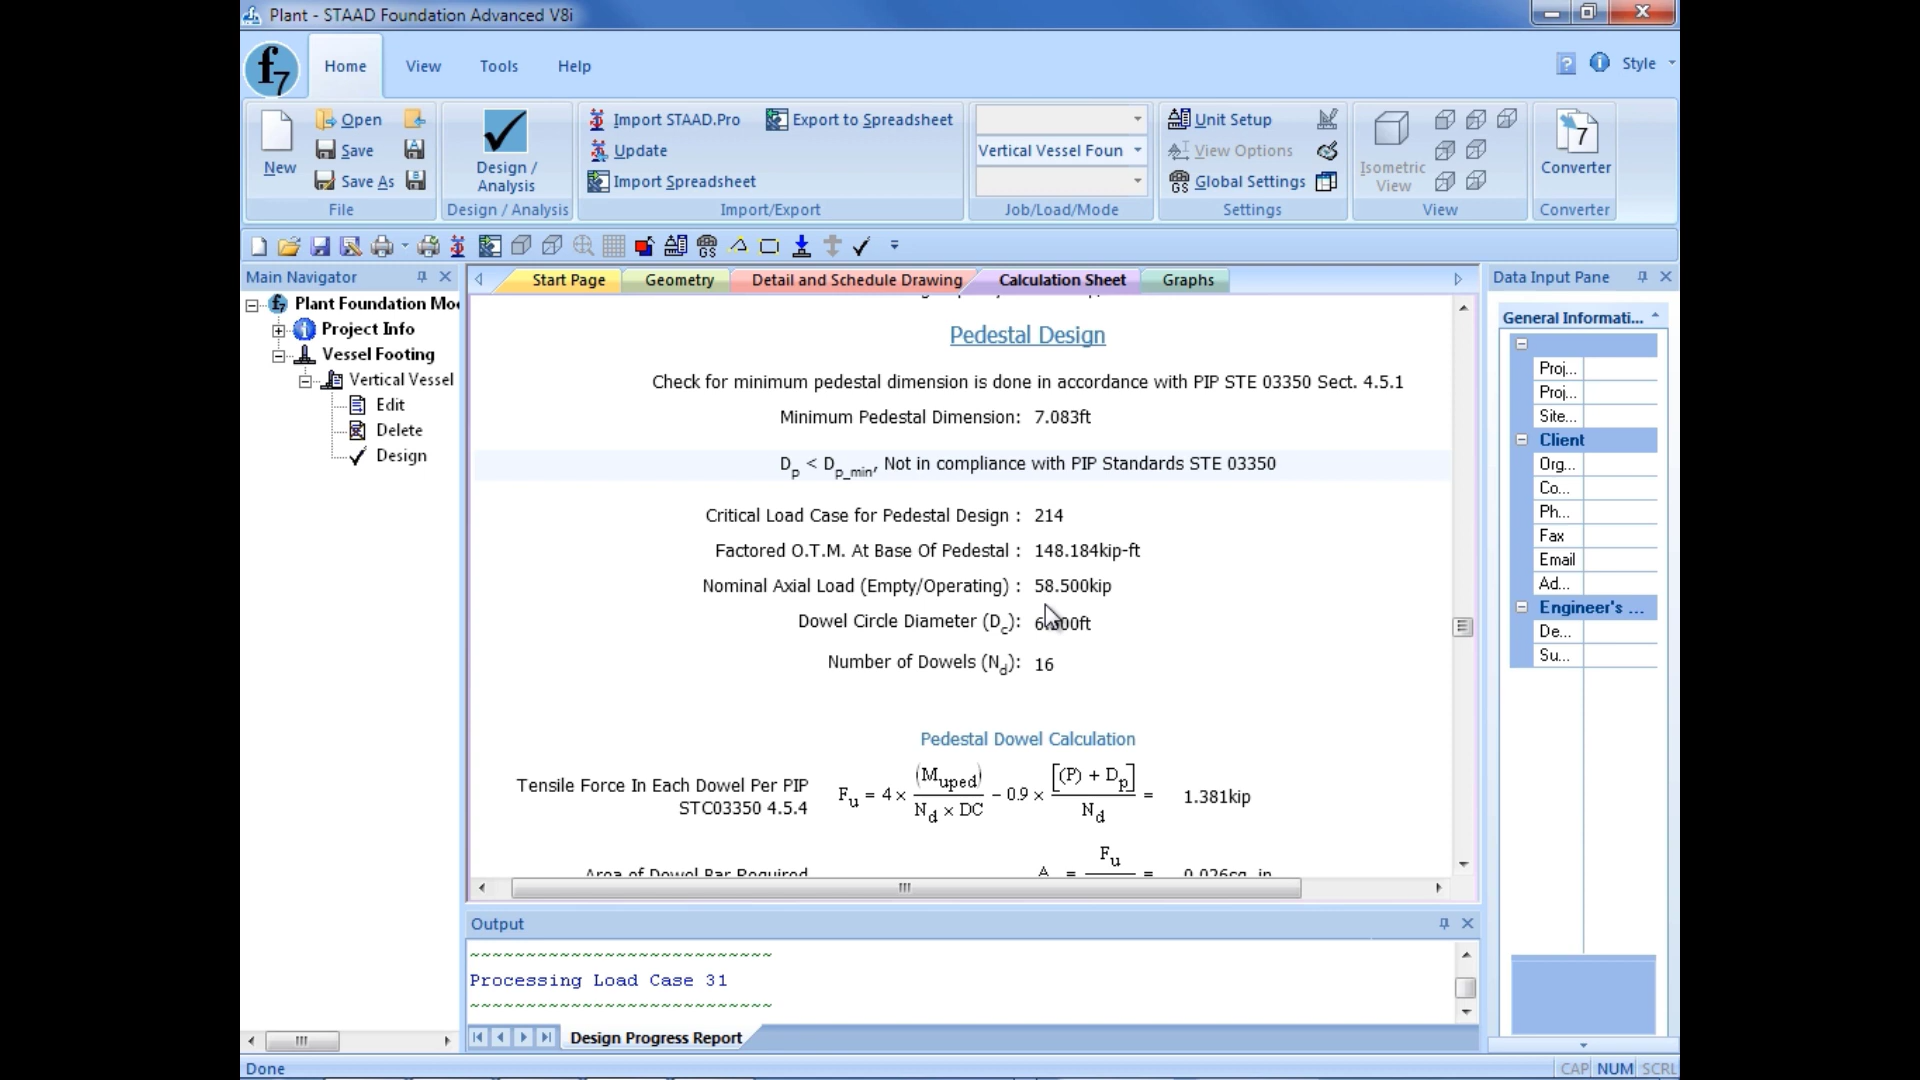 Plant - STAAD Foundation Advanced V8i
Home View Tools Help
Style
New
Open
Save
Save As
File
Design / Analysis
Design / Analysis
Import STAAD.Pro
Update
Import Spreadsheet
Export to Spreadsheet
Import/Export
Vertical Vessel Foun
Job/Load/Mode
Unit Setup
View Options
Global Settings
Settings
Isometric View
View
Converter
Converter
Main Navigator
Plant Foundation Mo
Project Info
Vessel Footing
Vertical Vessel
Edit
Delete
Design
Start Page Geometry Detail and Schedule Drawing Calculation Sheet Graphs
Pedestal Design
Check for minimum pedestal dimension is done in accordance with PIP STE 03350 Sect. 4.5.1
Minimum Pedestal Dimension: 7.083ft
Dp < Dp_min, Not in compliance with PIP Standards STE 03350
Critical Load Case for Pedestal Design : 214
Factored O.T.M. At Base Of Pedestal : 148.184kip-ft
Nominal Axial Load (Empty/Operating) : 58.500kip
Dowel Circle Diameter (Dc):
Number of Dowels (Nd): 16
Pedestal Dowel Calculation
Tensile Force In Each Dowel Per PIP STC03350 4.5.4
Fu = 4 × (Muped) / Nd × DC − 0.9 × [(P) + Dp] / Nd = 1.381kip
Area of Dowel Bar Required
Fu
= 0.026sq. in
Output
~~~~~~~~~~~~~~~~~~~~~~~~~~
Processing Load Case 31
~~~~~~~~~~~~~~~~~~~~~~~~~~
Design Progress Report
Data Input Pane
General Informati...
Proj...
Proj...
Site...
Client
Org...
Co...
Ph...
Fax
Email
Ad...
Engineer's ...
De...
Su...
Done
CAP NUM SCRL